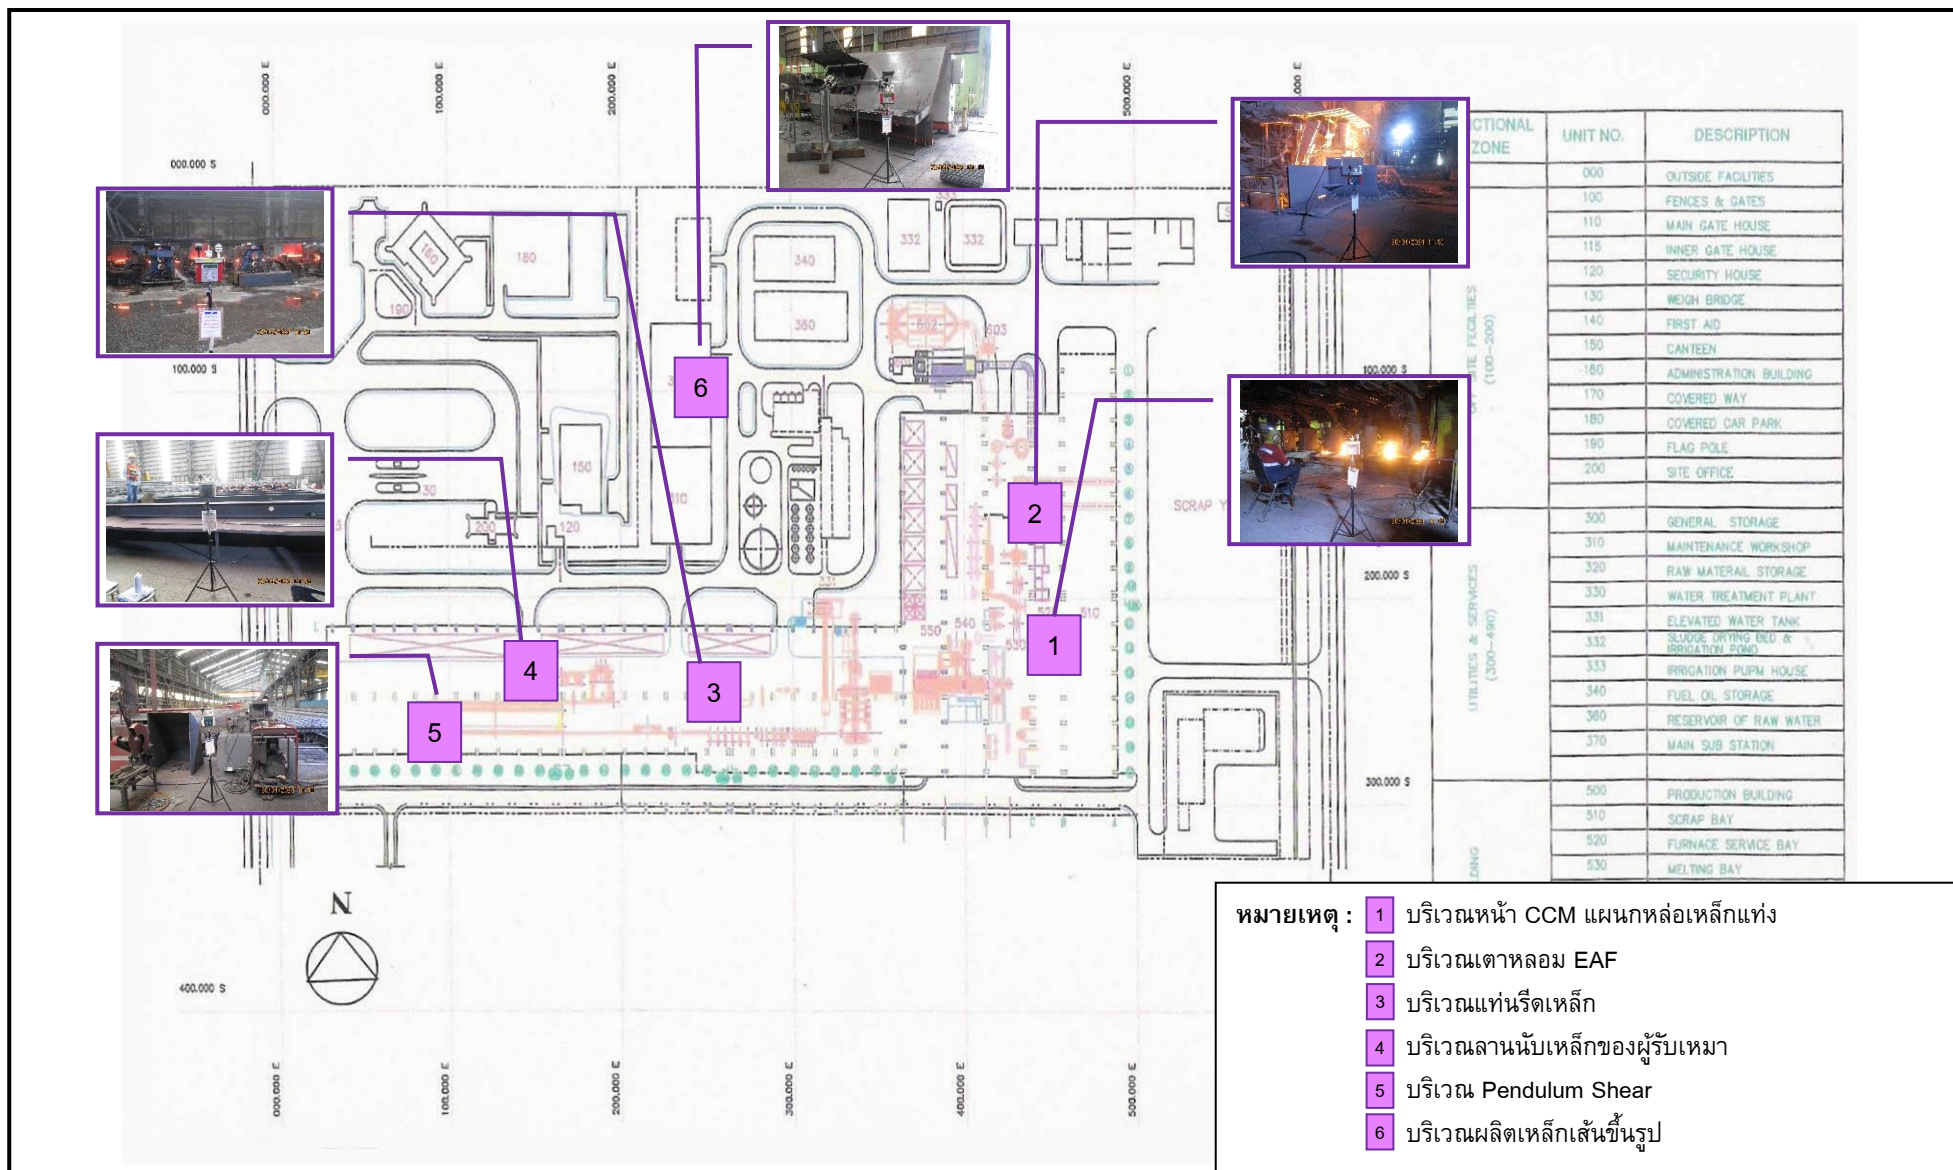 000.000 E
100.000 E
200.000 E
500.000 E
.000 E
000.000 S
100.000 S
100.000 S
200.000 S
300.000 S
400.000 S
160
180
190
150
30
200
120
340
360
332
332
333
602
603
310
331
550
540
530
510
SCRAP Y
6
2
1
4
3
5
N
000.000 E
100.000 E
200.000 E
300.000 E
400.000 E
500.000 E
CTIONAL ZONE UNIT NO. DESCRIPTION
000 OUTSIDE FACILITIES
100 FENCES & GATES
110 MAIN GATE HOUSE
115 INNER GATE HOUSE
120 SECURITY HOUSE
130 WEIGH BRIDGE
140 FIRST AID
150 CANTEEN
160 ADMINISTRATION BUILDING
170 COVERED WAY
180 COVERED CAR PARK
190 FLAG POLE
200 SITE OFFICE
SITE FECILITIES
(100-200)
300 GENERAL STORAGE
310 MAINTENANCE WORKSHOP
320 RAW MATERAIL STORAGE
330 WATER TREATMENT PLANT
331 ELEVATED WATER TANK
332 SLUDGE DRYING BED & IRRIGATION POND
333 IRRIGATION PUPM HOUSE
340 FUEL OIL STORAGE
360 RESERVOIR OF RAW WATER
370 MAIN SUB STATION
UTILITIES & SERVICES
(300-490)
500 PRODUCTION BUILDING
510 SCRAP BAY
520 FURNACE SERVICE BAY
530 MELTING BAY
LDING
หมายเหตุ : 1 บริเวณหน้า CCM แผนกหล่อเหล็กแท่ง
2 บริเวณเตาหลอม EAF
3 บริเวณแท่นรีดเหล็ก
4 บริเวณลานนับเหล็กของผู้รับเหมา
5 บริเวณ Pendulum Shear
6 บริเวณผลิตเหล็กเส้นขึ้นรูป